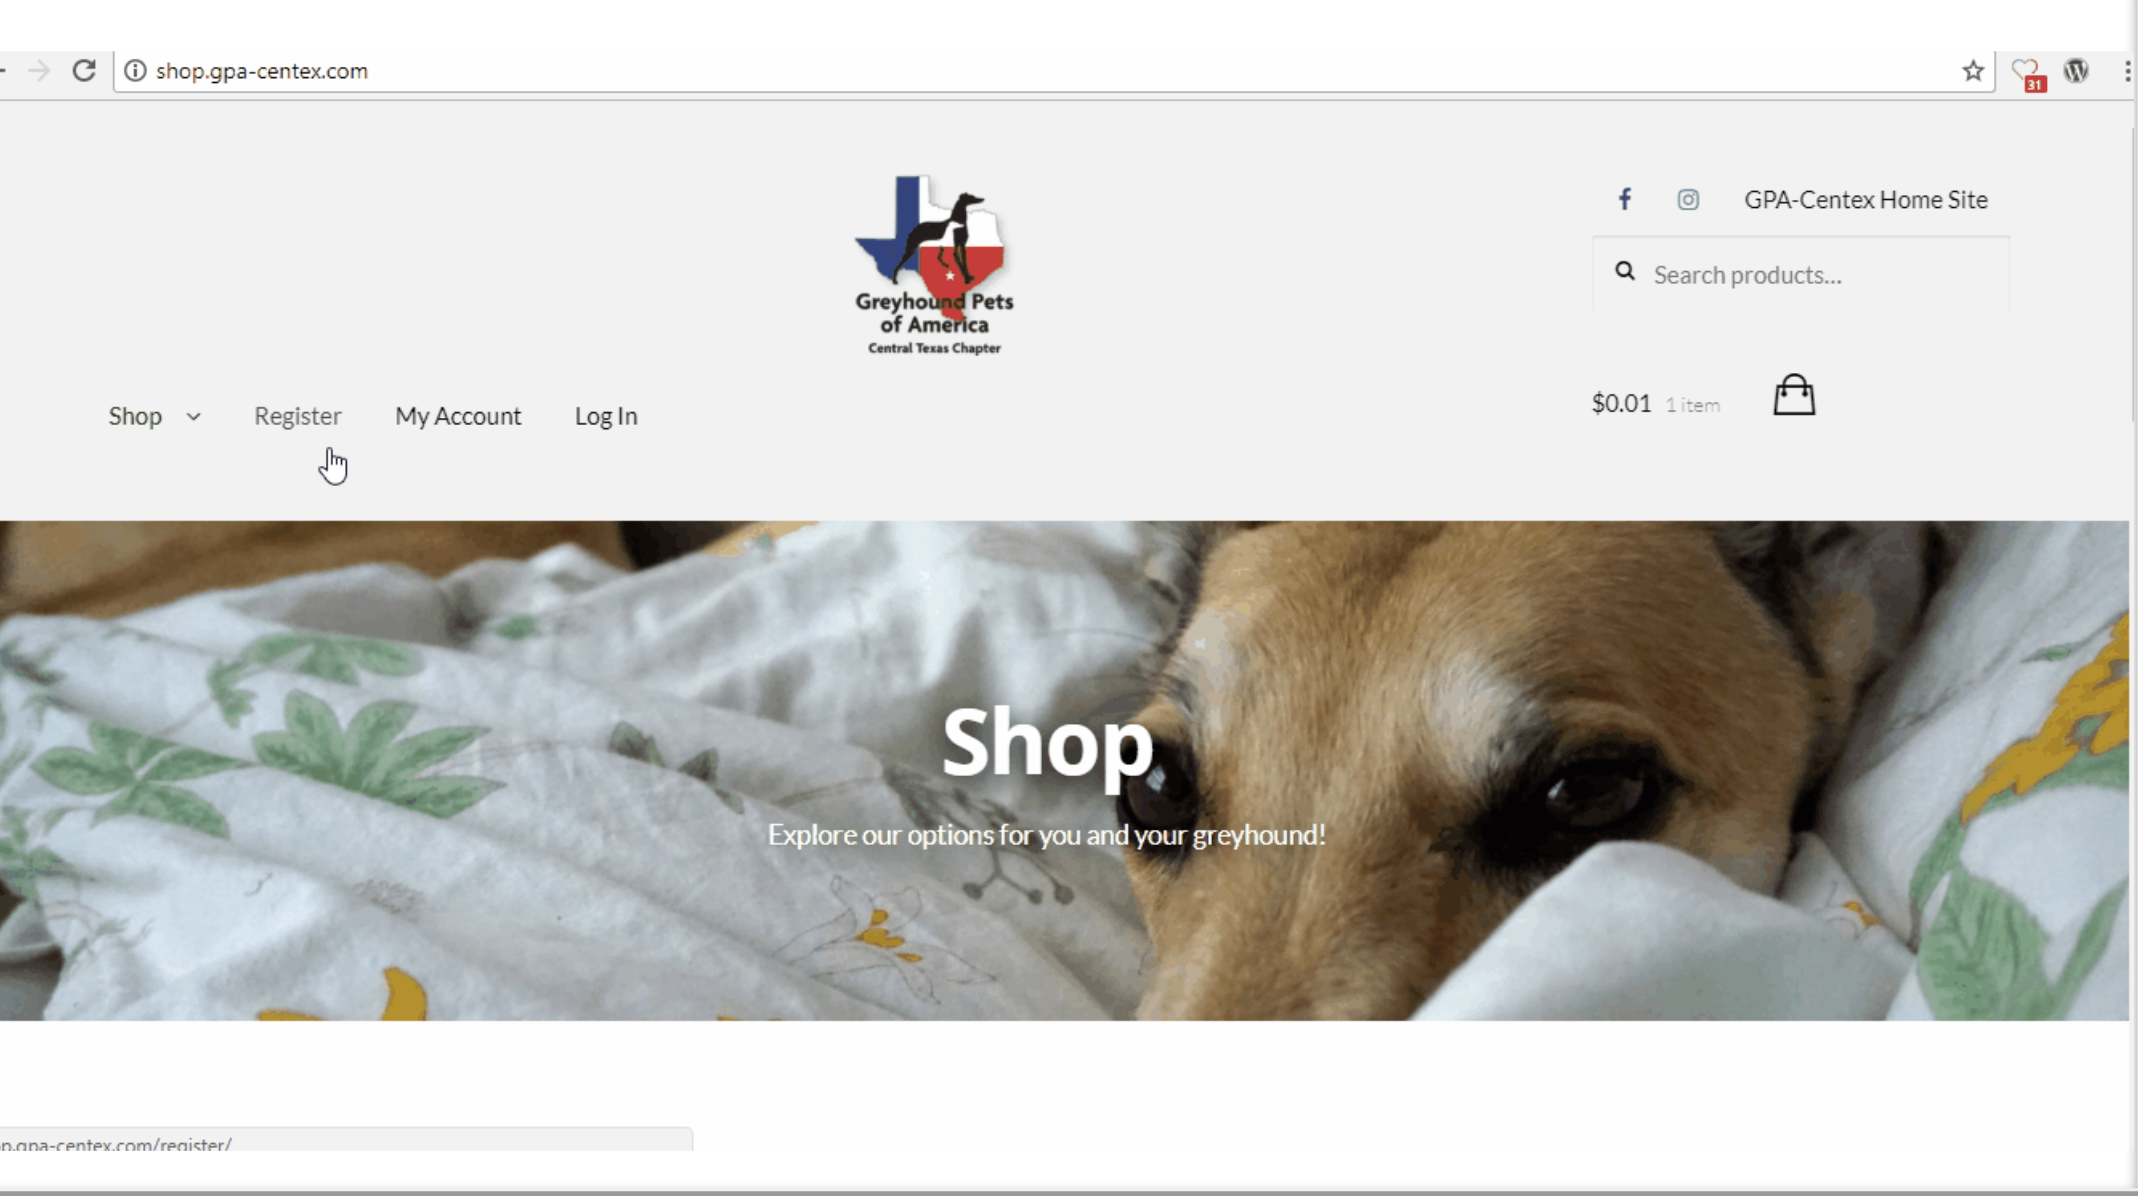 shop.gpa-centex.com
31
GPA-Centex Home Site
Search products...
Greyhound Pets
of America
Central Texas Chapter
$0.01 1 item
Shop Register My Account Log In
Shop
Explore our options for you and your greyhound!
p.gpa-centex.com/register/